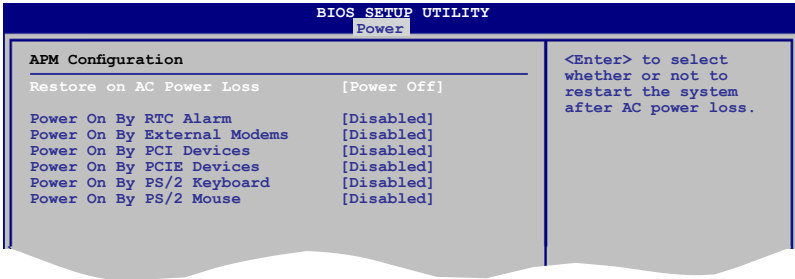 BIOS SETUP UTILITY
Power
APM Configuration
Restore on AC Power Loss [Power Off]
Power On By RTC Alarm [Disabled]
Power On By External Modems [Disabled]
Power On By PCI Devices [Disabled]
Power On By PCIE Devices [Disabled]
Power On By PS/2 Keyboard [Disabled]
Power On By PS/2 Mouse [Disabled]
<Enter> to select
whether or not to
restart the system
after AC power loss.